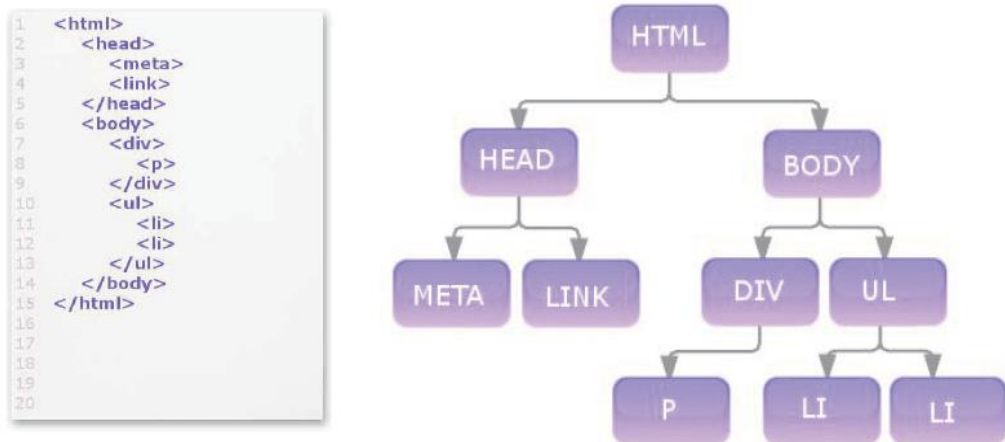 1 <html>
2 <head>
3 <meta>
4 <link>
5 </head>
6 <body>
7 <div>
8 <p>
9 </div>
10 <ul>
11 <li>
12 <li>
13 </ul>
14 </body>
15 </html>
16
17
18
19
20
HTML
HEAD BODY
META LINK DIV UL
P LI LI